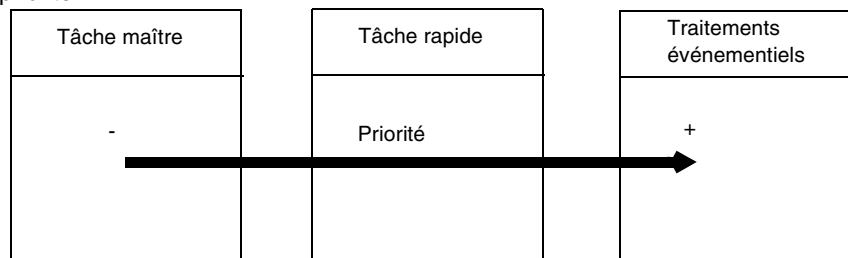 Tâche maître
Tâche rapide
Traitements
événementiels
-
Priorité
+